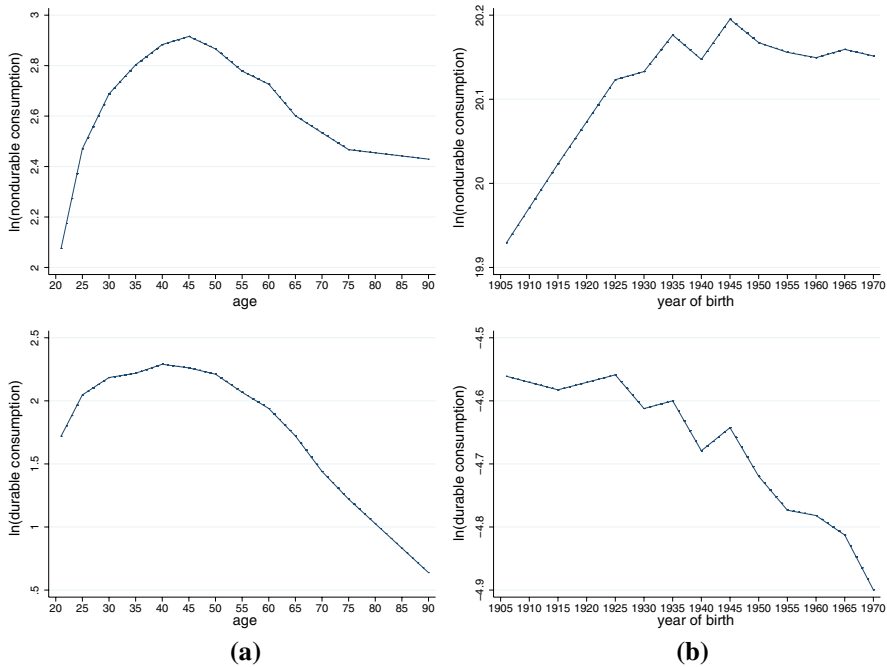 ln(nondurable consumption)
3
2.8
2.6
2.4
2.2
2
20 25 30 35 40 45 50 55 60 65 70 75 80 85 90
age
ln(nondurable consumption)
20.2
20.1
20
19.9
1905 1910 1915 1920 1925 1930 1935 1940 1945 1950 1955 1960 1965 1970
year of birth
ln(durable consumption)
2.5
2
1.5
1
.5
20 25 30 35 40 45 50 55 60 65 70 75 80 85 90
age
ln(durable consumption)
−4.5
−4.6
−4.7
−4.8
−4.9
1905 1910 1915 1920 1925 1930 1935 1940 1945 1950 1955 1960 1965 1970
year of birth
(a)
(b)